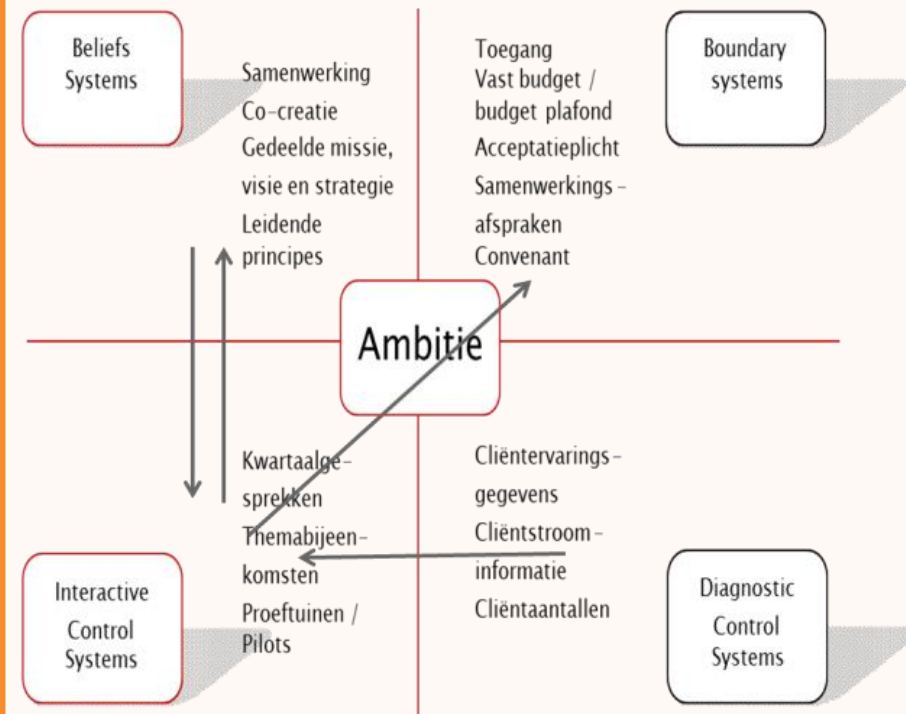 Beliefs
Systems
Samenwerking
Co-creatie
Gedeelde missie,
visie en strategie
Leidende
principes
Toegang
Vast budget /
budget plafond
Acceptatieplicht
Samenwerkings-
afspraken
Convenant
Boundary
systems
Ambitie
Interactive
Control
Systems
Kwartaalge-
sprekken
Themabijeen-
komsten
Proeftuinen /
Pilots
Cliëntervarings-
gegevens
Cliëntstroom-
informatie
Cliëntaantallen
Diagnostic
Control
Systems